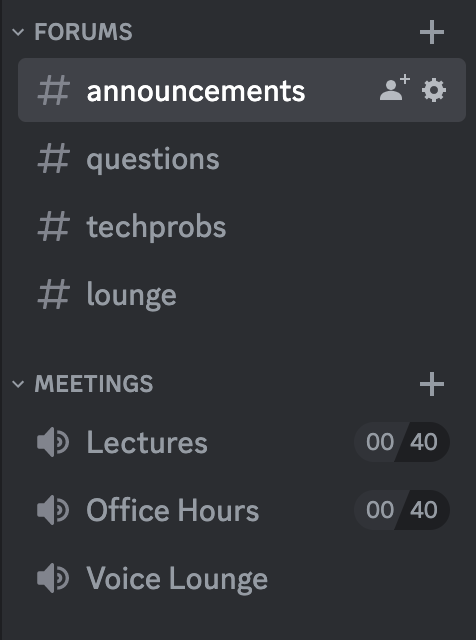 FORUMS
# announcements
# questions
# techprobs
# lounge
MEETINGS
Lectures 00 40
Office Hours 00 40
Voice Lounge